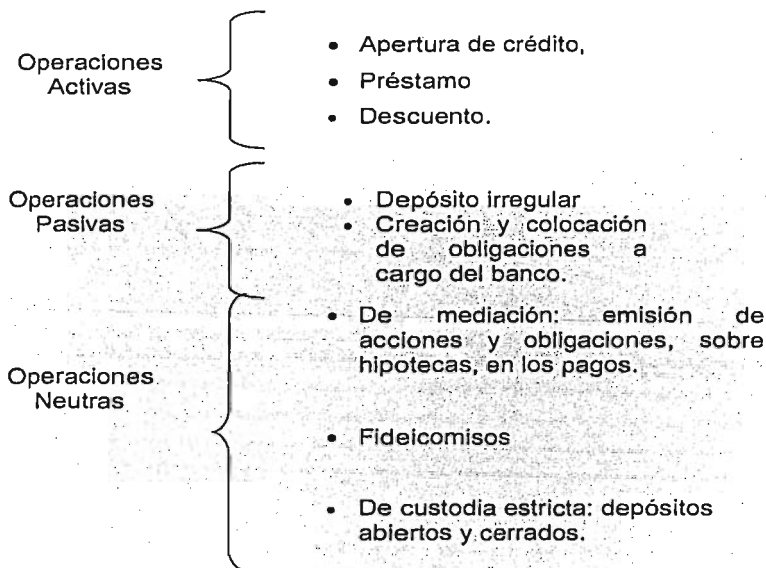 Operaciones
Activas
• Apertura de crédito,
• Préstamo
• Descuento.
Operaciones
Pasivas
• Depósito irregular
• Creación y colocación
de obligaciones a
cargo del banco.
Operaciones
Neutras
• De mediación: emisión de
acciones y obligaciones, sobre
hipotecas, en los pagos.
• Fideicomisos
• De custodia estricta: depósitos
abiertos y cerrados.